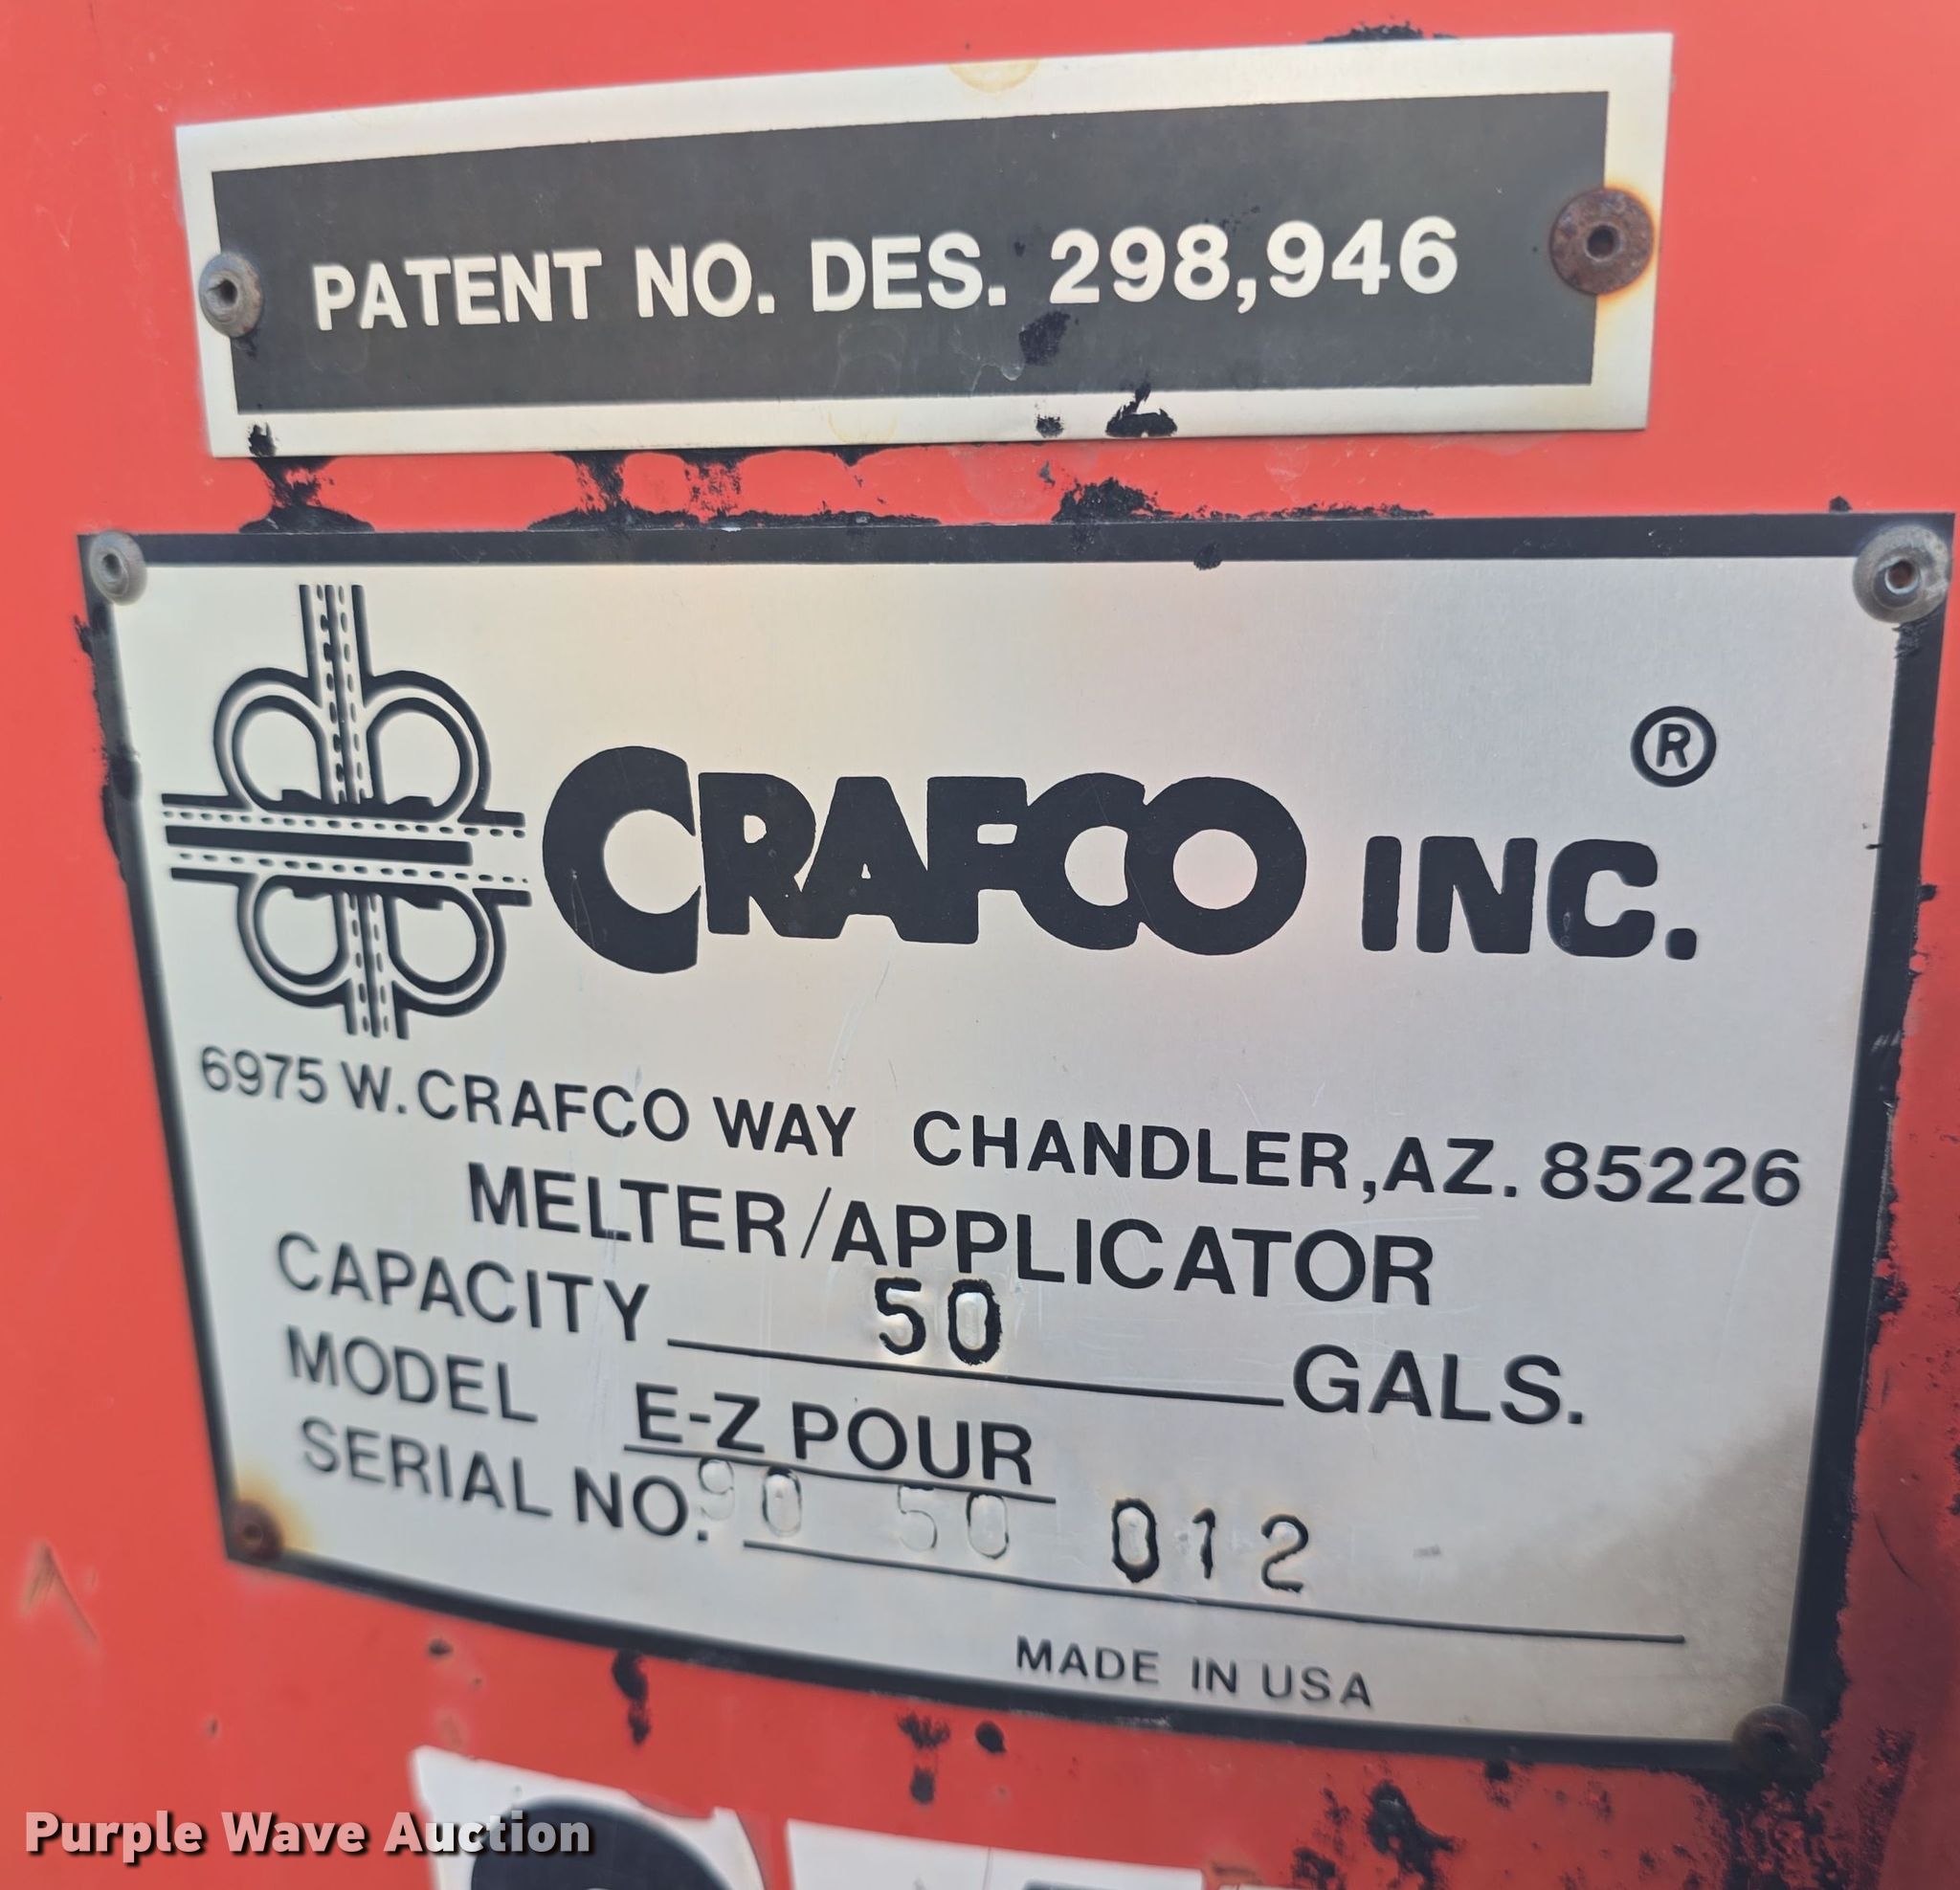 PATENT NO. DES. 298,946
®
CRAFCO INC.
6975 W. CRAFCO WAY CHANDLER, AZ. 85226
MELTER/APPLICATOR
CAPACITY 50 GALS.
MODEL E-Z POUR
SERIAL NO. 90 50 012
MADE IN USA
Purple Wave Auction